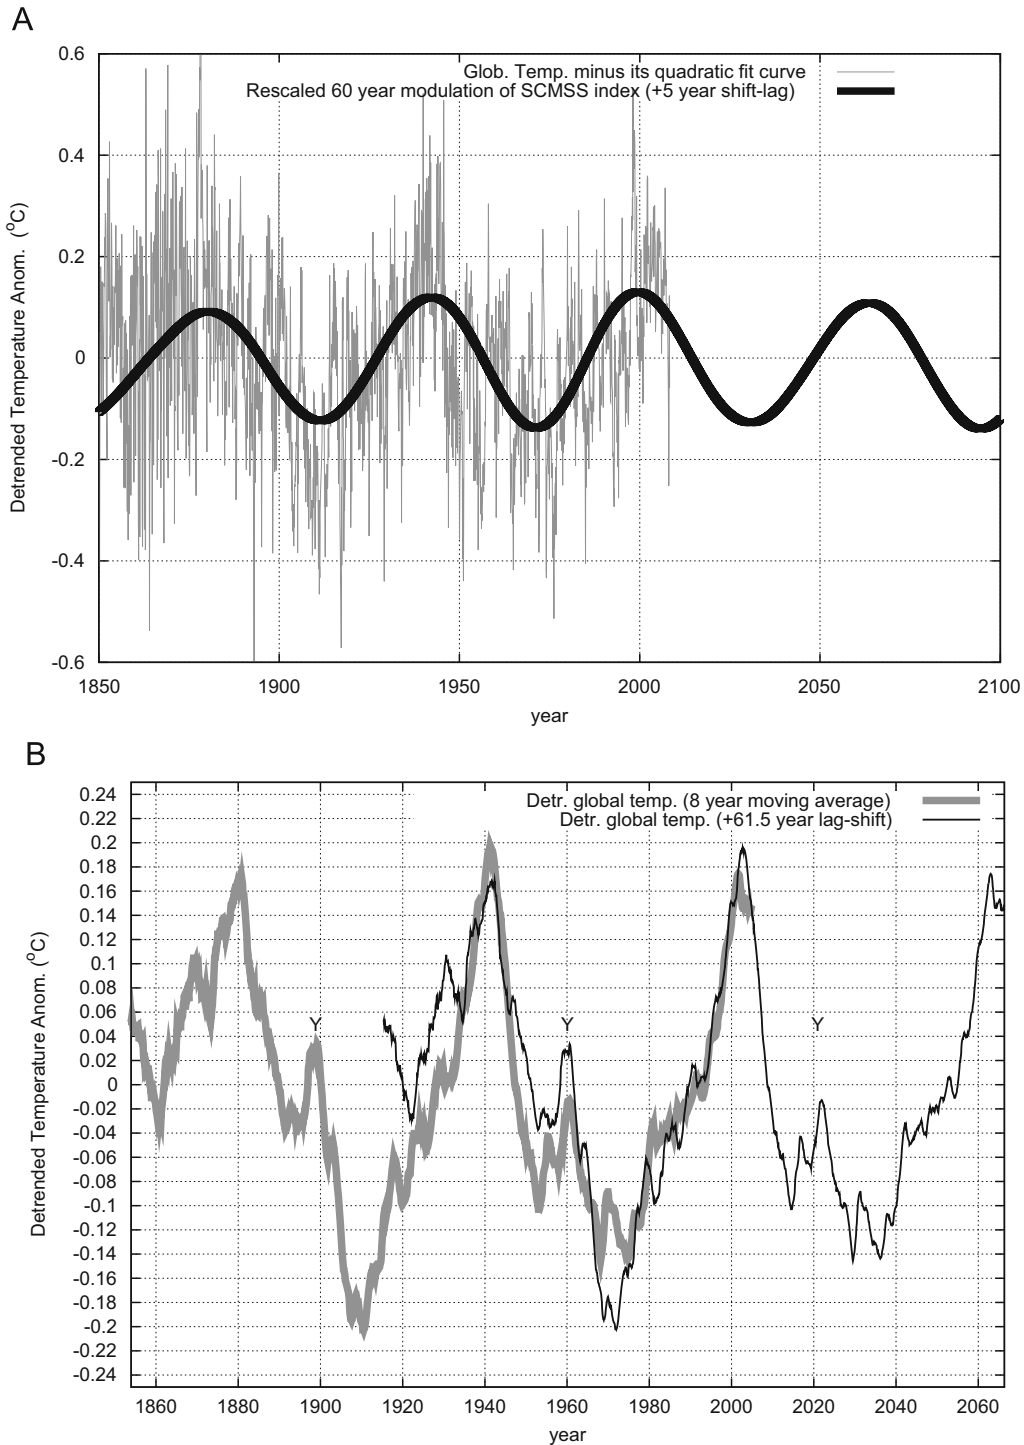 A
0.6
Glob. Temp. minus its quadratic fit curve
Rescaled 60 year modulation of SCMSS index (+5 year shift-lag)
0.4
0.2
0
-0.2
-0.4
-0.6
Detrended Temperature Anom. (°C)
1850 1900 1950 2000 2050 2100
year
B
0.24
Detr. global temp. (8 year moving average)
0.22
Detr. global temp. (+61.5 year lag-shift)
0.2
0.18
0.16
0.14
0.12
0.1
0.08
0.06
Y Y Y
0.04
0.02
0
-0.02
-0.04
-0.06
-0.08
-0.1
-0.12
-0.14
-0.16
-0.18
-0.2
-0.22
-0.24
Detrended Temperature Anom. (°C)
1860 1880 1900 1920 1940 1960 1980 2000 2020 2040 2060
year